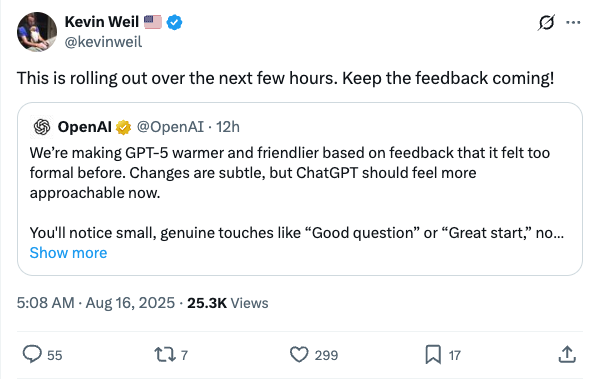 Kevin Weil 🇺🇸
@kevinweil
This is rolling out over the next few hours. Keep the feedback coming!
OpenAI @OpenAI · 12h
We’re making GPT-5 warmer and friendlier based on feedback that it felt too
formal before. Changes are subtle, but ChatGPT should feel more
approachable now.
You'll notice small, genuine touches like “Good question” or “Great start,” no...
Show more
5:08 AM · Aug 16, 2025 · 25.3K Views
55 7 299 17